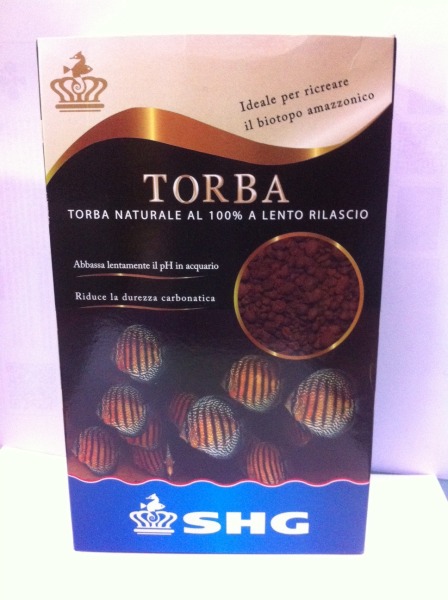 Ideale per ricreare
il biotopo amazzonico
TORBA
TORBA NATURALE AL 100% A LENTO RILASCIO
Abbassa lentamente il pH in acquario
Riduce la durezza carbonatica
SHG